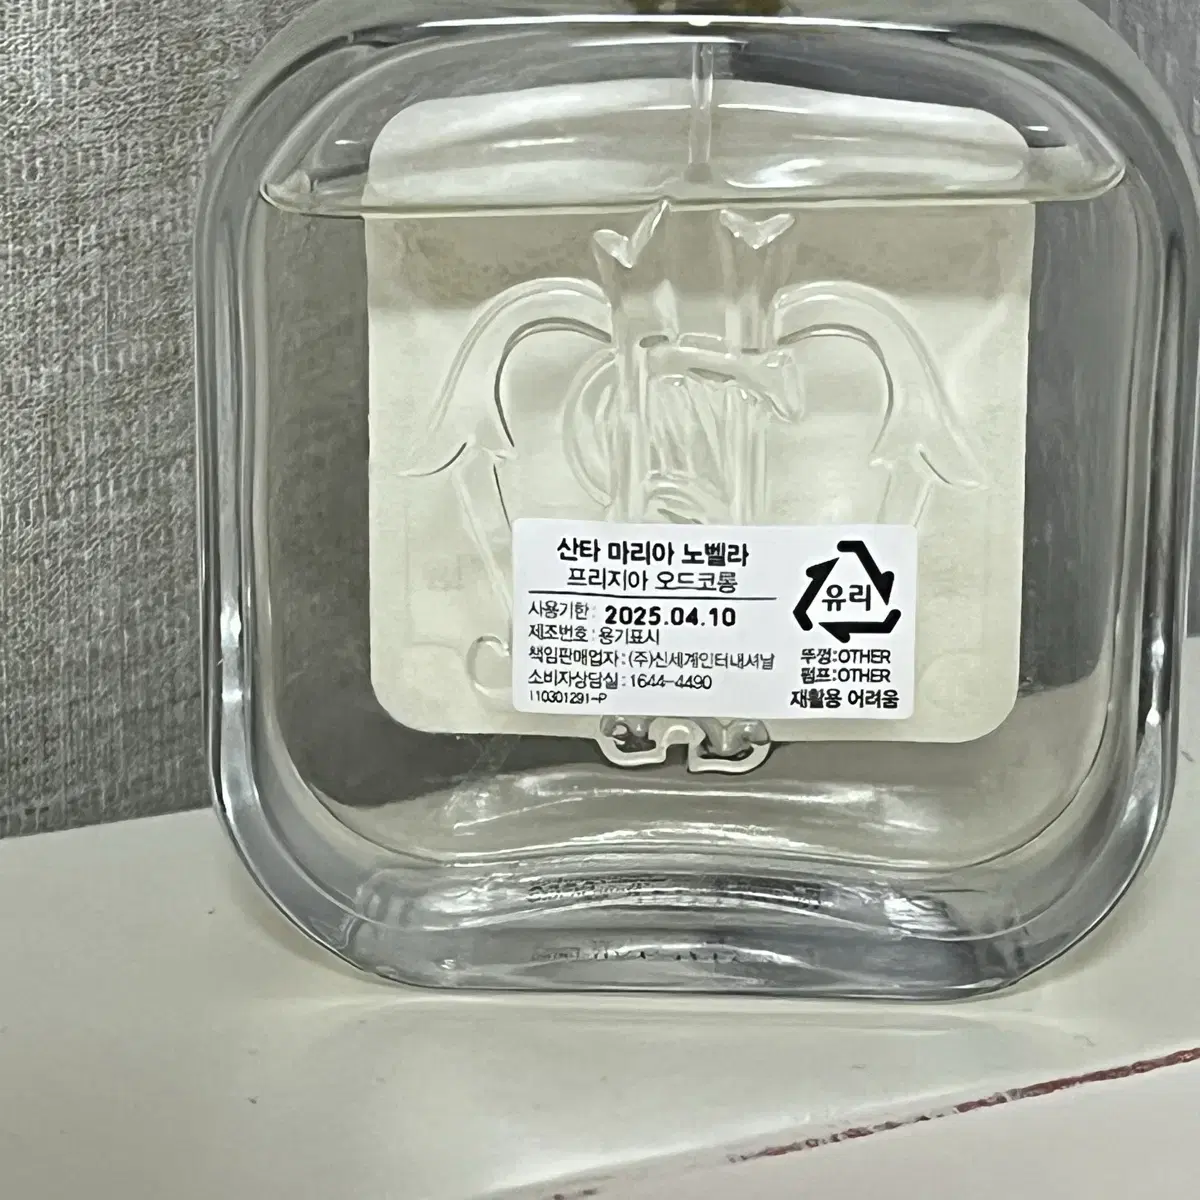 산타 마리아 노벨라
프리지아 오드코롱
사용기한: 2025.04.10
제조번호: 용기표시
책임판매업자: (주)신세계인터내셔날
소비자상담실: 1644-4490
110301291-P
유리
뚜껑:OTHER
펌프:OTHER
재활용 어려움